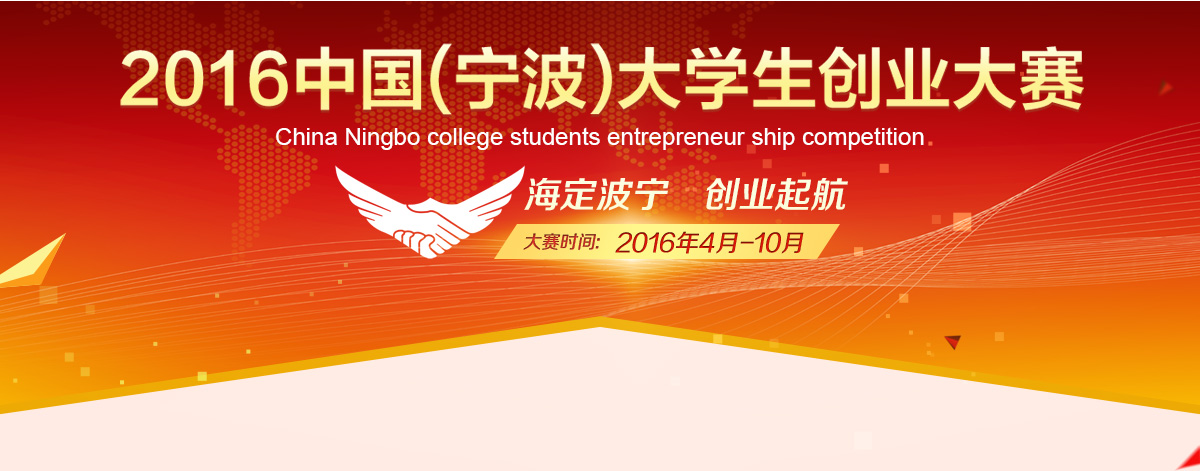 2016中国(宁波)大学生创业大赛
China Ningbo college students entrepreneur ship competition
海定波宁 创业起航
大赛时间: 2016年4月-10月